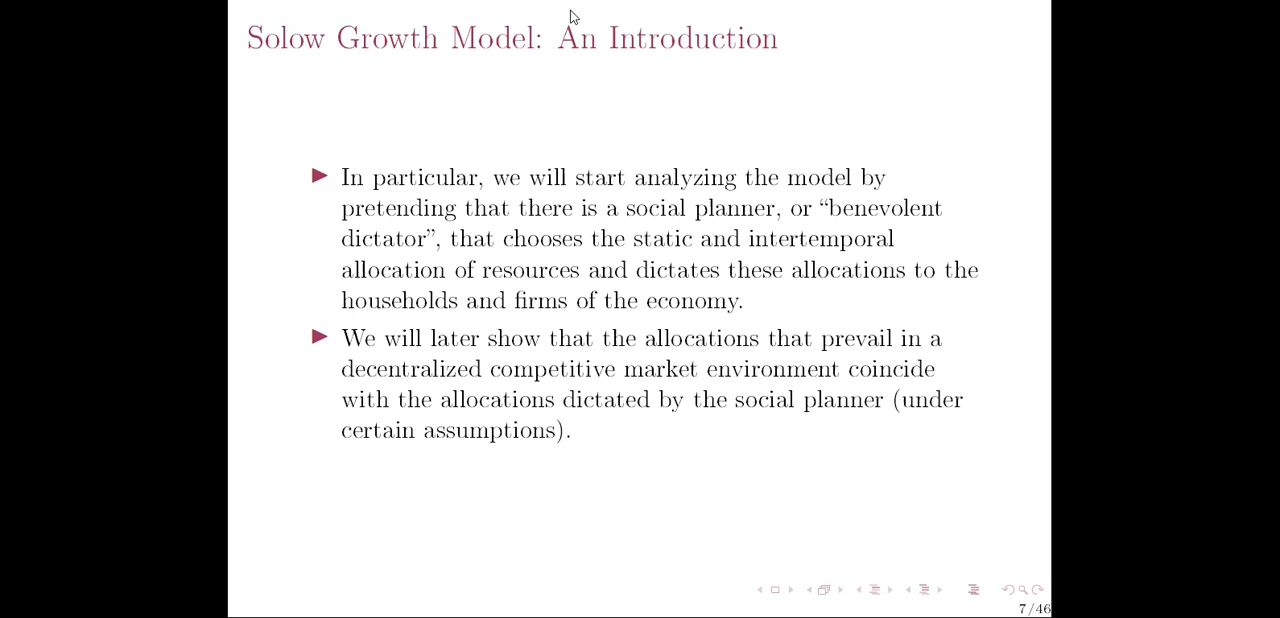 Solow Growth Model: An Introduction
In particular, we will start analyzing the model by
pretending that there is a social planner, or “benevolent
dictator”, that chooses the static and intertemporal
allocation of resources and dictates these allocations to the
households and firms of the economy.
We will later show that the allocations that prevail in a
decentralized competitive market environment coincide
with the allocations dictated by the social planner (under
certain assumptions).
7/46